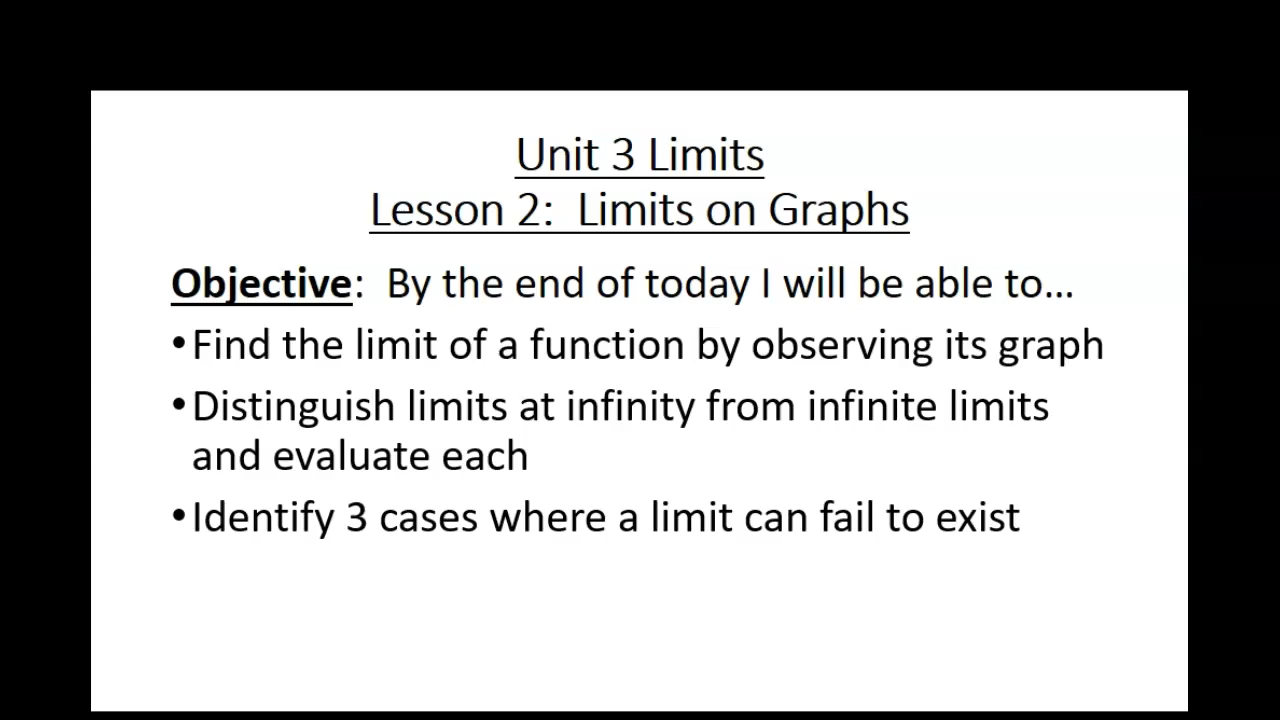 Unit 3 Limits
Lesson 2:  Limits on Graphs
Objective:  By the end of today I will be able to…
•Find the limit of a function by observing its graph
•Distinguish limits at infinity from infinite limits
and evaluate each
•Identify 3 cases where a limit can fail to exist